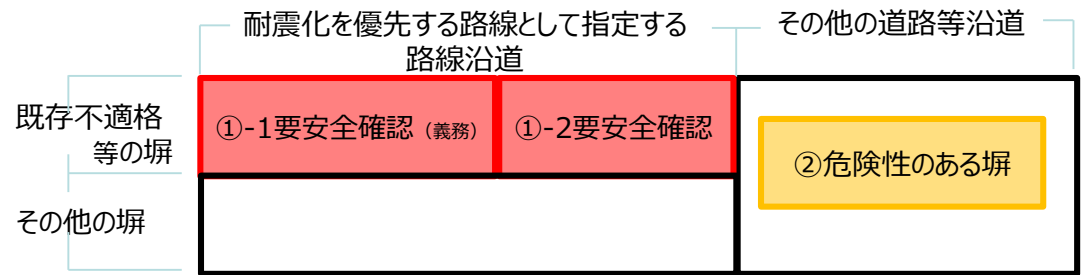 耐震化を優先する路線として指定する
路線沿道
その他の道路等沿道
既存不適格
等の塀
①-1要安全確認（義務）
①-2要安全確認
②危険性のある塀
その他の塀